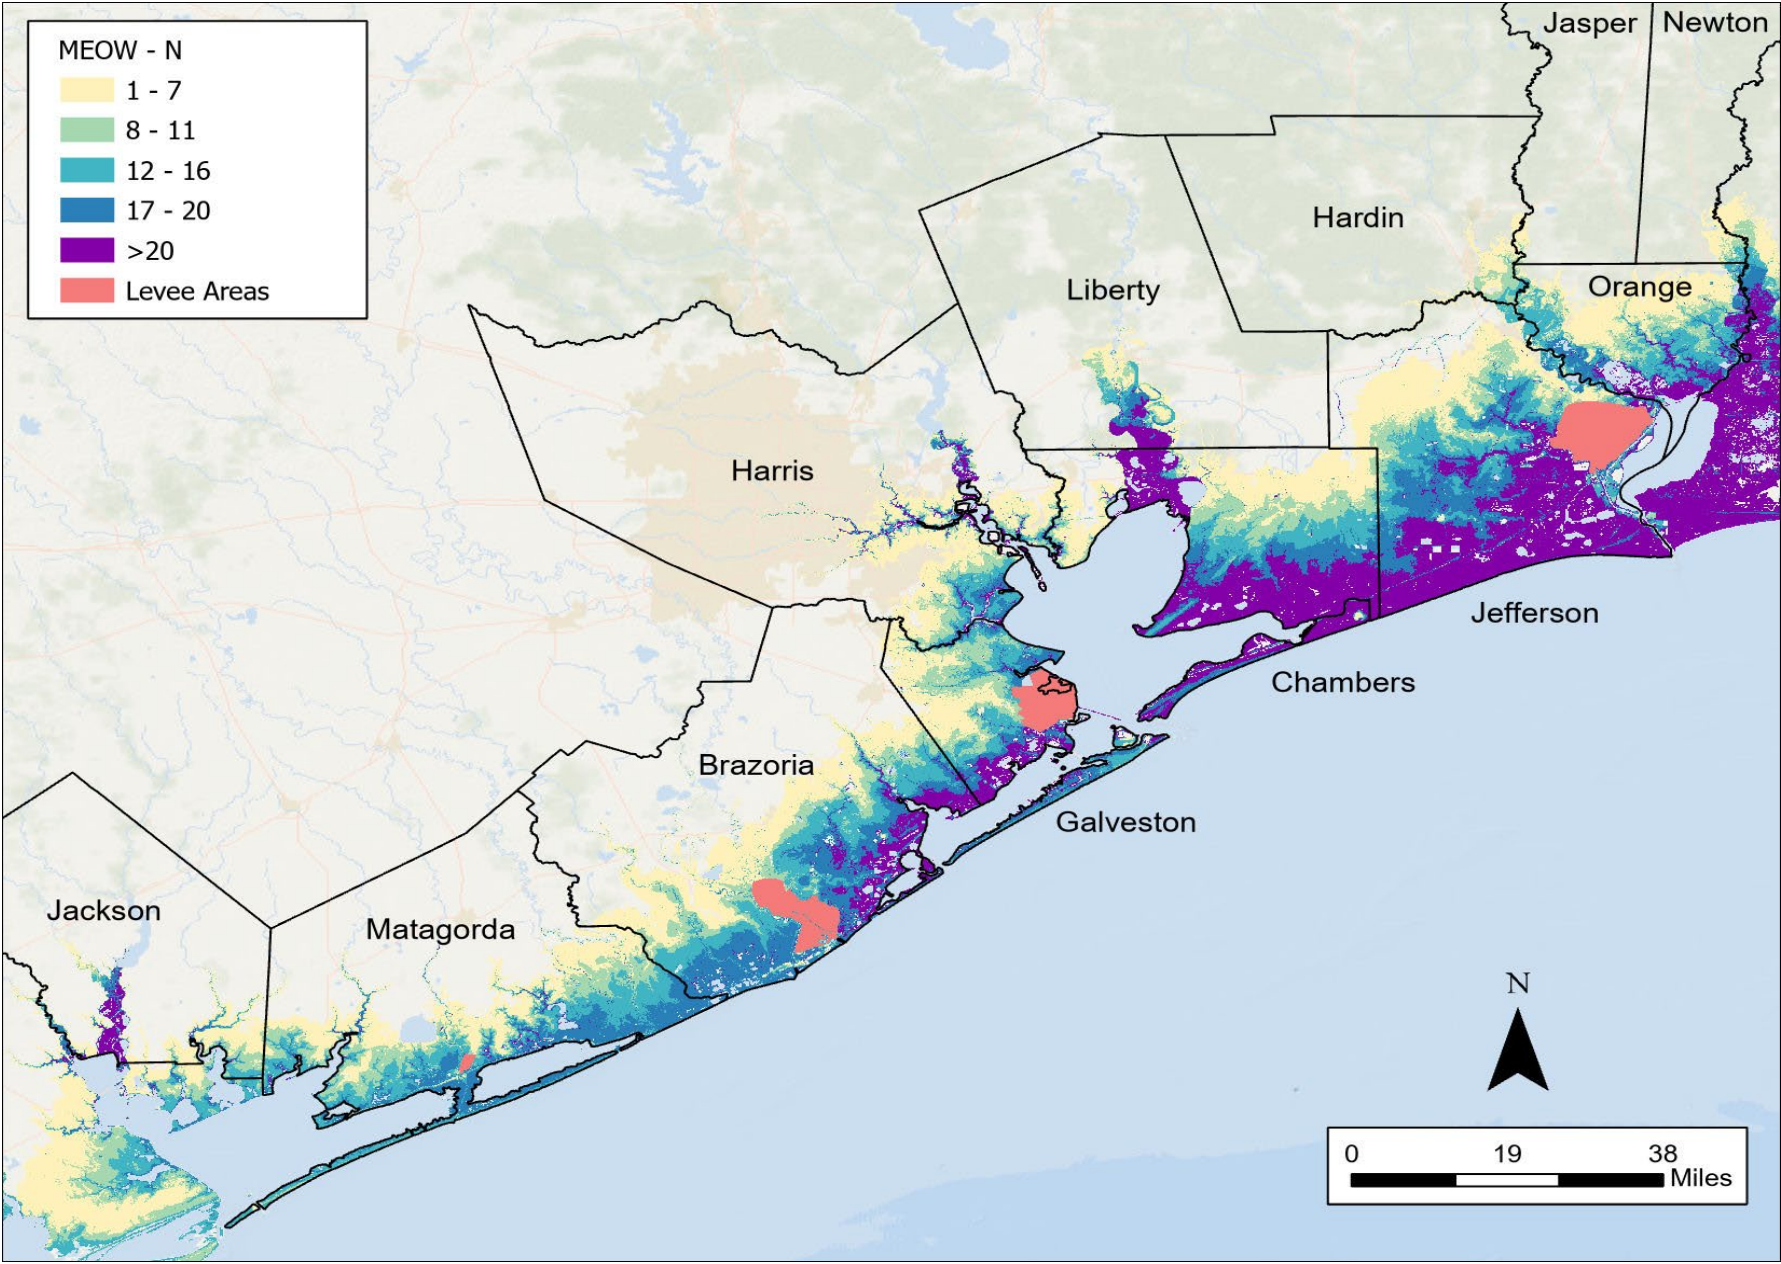 MEOW - N
1 - 7
8 - 11
12 - 16
17 - 20
>20
Levee Areas
Jasper
Newton
Hardin
Liberty
Orange
Harris
Jefferson
Chambers
Brazoria
Galveston
Jackson
Matagorda
N
0 19 38
Miles